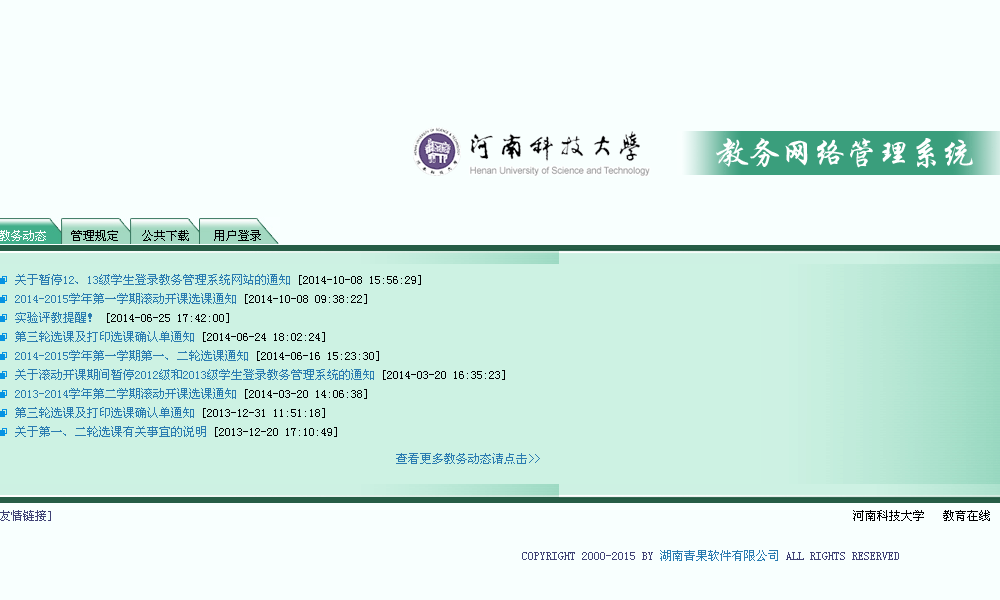 河南科技大學
Henan University of Science and Technology
教务网络管理系统
教务动态 管理规定 公共下载 用户登录
关于暂停12、13级学生登录教务管理系统网站的通知 [2014-10-08 15:56:29]
2014-2015学年第一学期滚动开课选课通知 [2014-10-08 09:38:22]
实验评教提醒！ [2014-06-25 17:42:00]
第三轮选课及打印选课确认单通知 [2014-06-24 18:02:24]
2014-2015学年第一学期第一、二轮选课通知 [2014-06-16 15:23:30]
关于滚动开课期间暂停2012级和2013级学生登录教务管理系统的通知 [2014-03-20 16:35:23]
2013-2014学年第二学期滚动开课选课通知 [2014-03-20 14:06:38]
第三轮选课及打印选课确认单通知 [2013-12-31 11:51:18]
关于第一、二轮选课有关事宜的说明 [2013-12-20 17:10:49]
查看更多教务动态请点击>>
友情链接] 河南科技大学 教育在线
COPYRIGHT 2000-2015 BY 湖南青果软件有限公司 ALL RIGHTS RESERVED